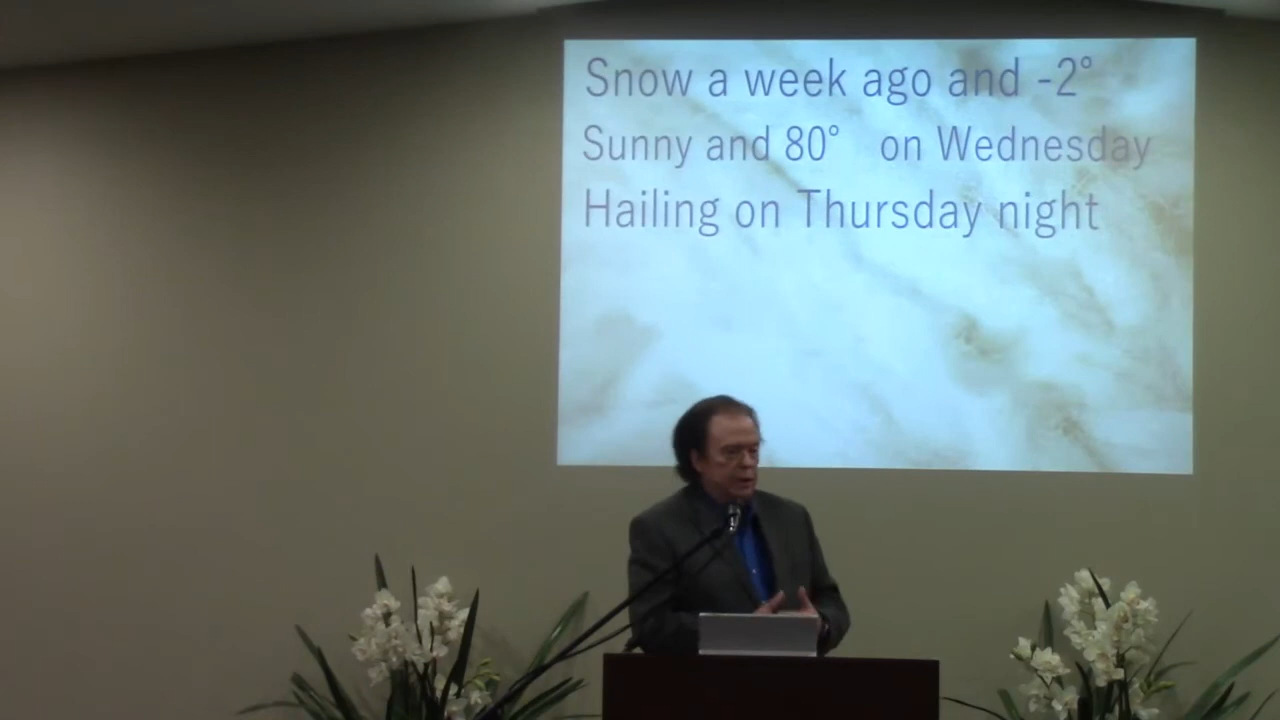 Snow a week ago and -2°
Sunny and 80° on Wednesday
Hailing on Thursday night